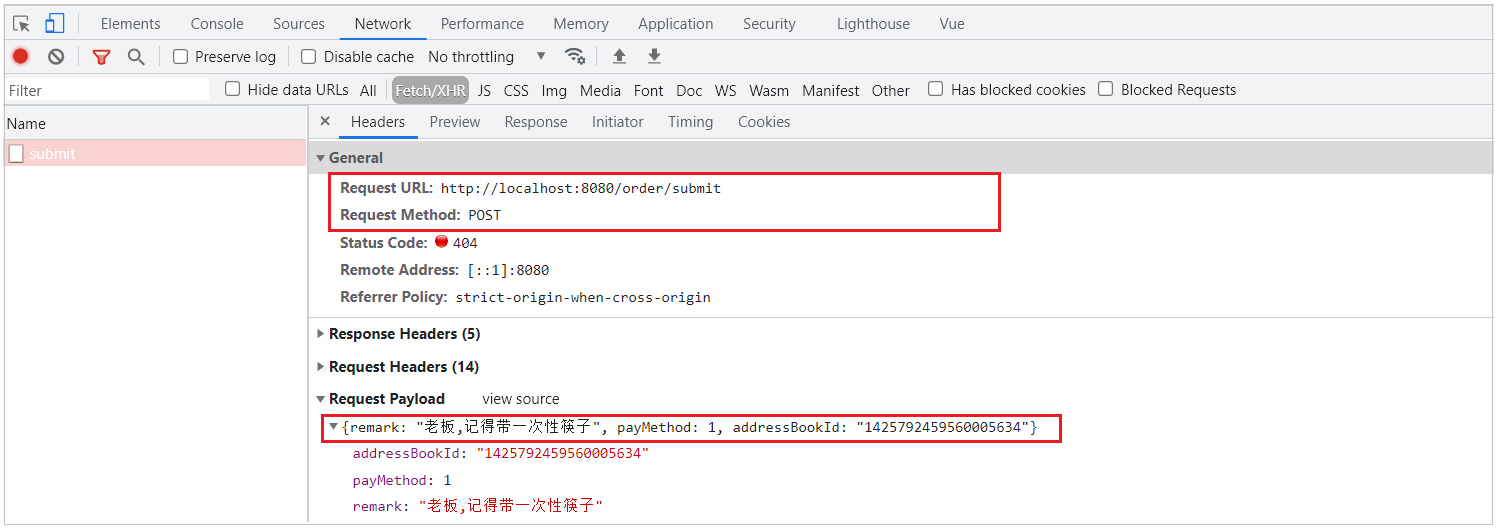 Elements Console Sources Network Performance Memory Application Security Lighthouse Vue
Preserve log Disable cache No throttling
Filter Hide data URLs All Fetch/XHR JS CSS Img Media Font Doc WS Wasm Manifest Other Has blocked cookies Blocked Requests
Name × Headers Preview Response Initiator Timing Cookies
submit
General
Request URL: http://localhost:8080/order/submit
Request Method: POST
Status Code: 404
Remote Address: [::1]:8080
Referrer Policy: strict-origin-when-cross-origin
Response Headers (5)
Request Headers (14)
Request Payload view source
{remark: "老板,记得带一次性筷子", payMethod: 1, addressBookId: "1425792459560005634"}
addressBookId: "1425792459560005634"
payMethod: 1
remark: "老板,记得带一次性筷子"